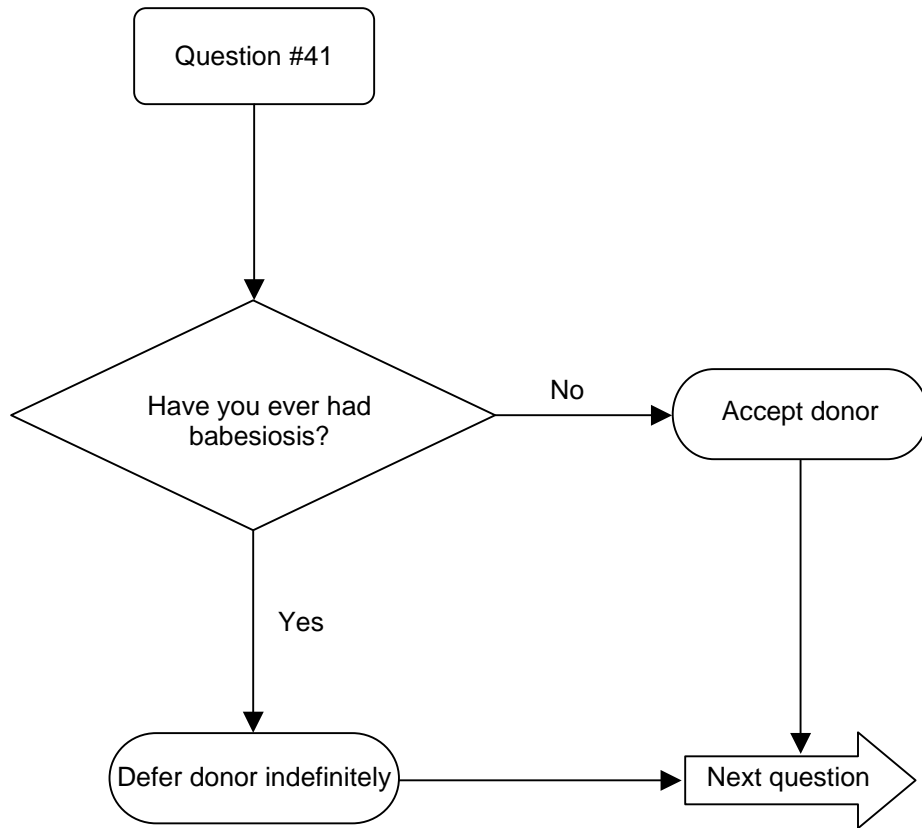 Question #41
Have you ever had
babesiosis?
No
Accept donor
Yes
Defer donor indefinitely
Next question